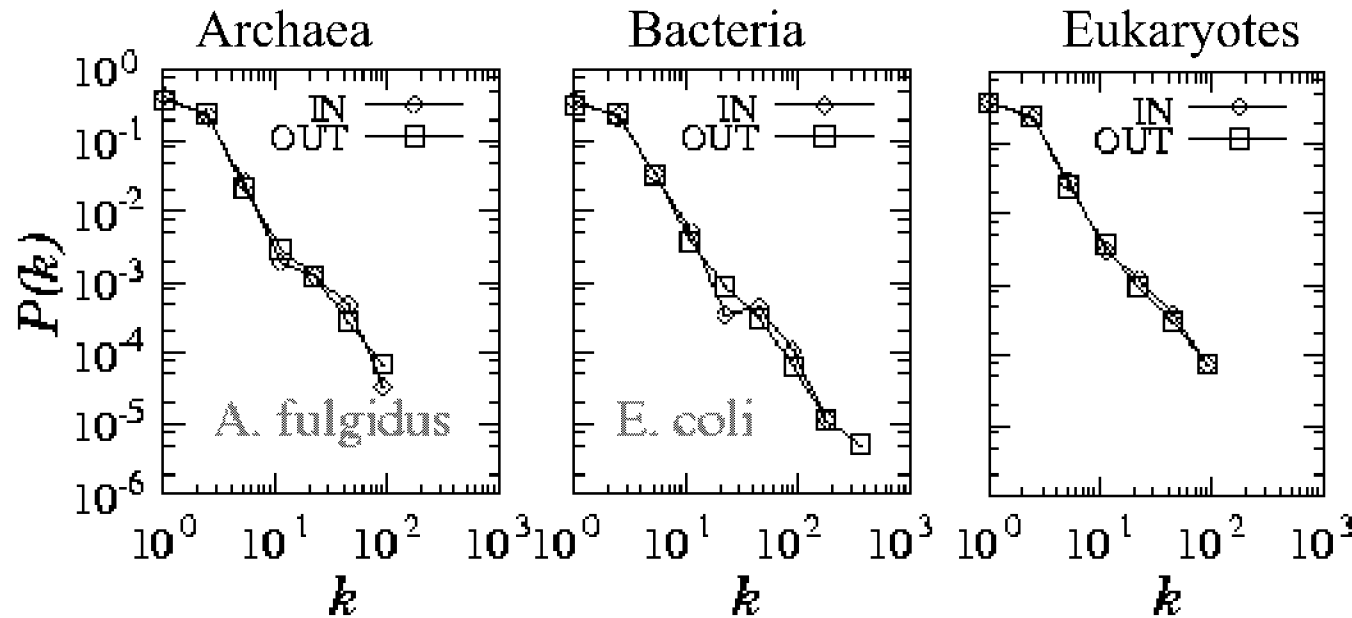 Archaea Bacteria Eukaryotes
P(k)
10^0
10^-1
10^-2
10^-3
10^-4
10^-5
10^-6
IN
OUT
A. fulgidus
10^0 10^1 10^2 10^3
k
IN
OUT
E. coli
10^0 10^1 10^2 10^3
k
IN
OUT
10^0 10^1 10^2 10^3
k